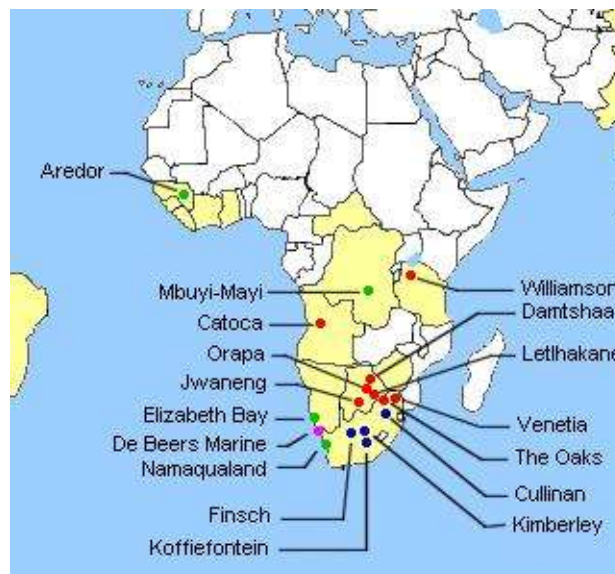 Aredor
Mbuyi-Mayi
Williamson
Damtshaa
Catoca
Orapa
Letlhakane
Jwaneng
Elizabeth Bay
Venetia
De Beers Marine
The Oaks
Namaqualand
Cullinan
Finsch
Kimberley
Koffiefontein